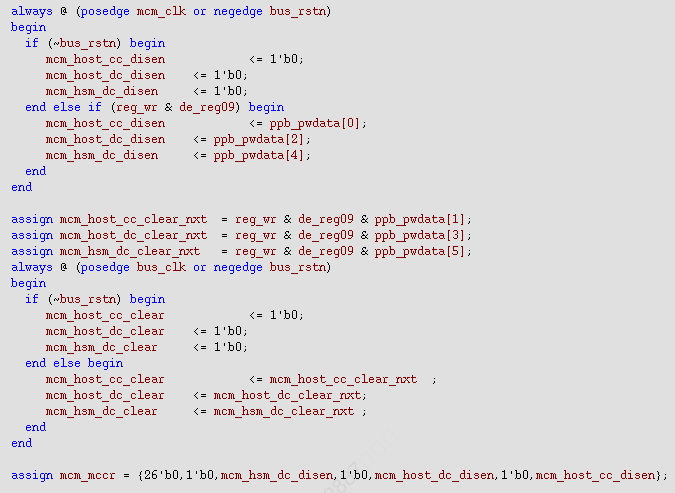 always @ (posedge mcm_clk or negedge bus_rstn)
begin
  if (~bus_rstn) begin
     mcm_host_cc_disen            <= 1'b0;
     mcm_host_dc_disen    <= 1'b0;
     mcm_hsm_dc_disen     <= 1'b0;
  end else if (reg_wr & de_reg09) begin
     mcm_host_cc_disen            <= ppb_pwdata[0];
     mcm_host_dc_disen    <= ppb_pwdata[2];
     mcm_hsm_dc_disen     <= ppb_pwdata[4];
  end
end

assign mcm_host_cc_clear_nxt  = reg_wr & de_reg09 & ppb_pwdata[1];
assign mcm_host_dc_clear_nxt  = reg_wr & de_reg09 & ppb_pwdata[3];
assign mcm_hsm_dc_clear_nxt   = reg_wr & de_reg09 & ppb_pwdata[5];
always @ (posedge bus_clk or negedge bus_rstn)
begin
  if (~bus_rstn) begin
     mcm_host_cc_clear            <= 1'b0;
     mcm_host_dc_clear    <= 1'b0;
     mcm_hsm_dc_clear     <= 1'b0;
  end else begin
     mcm_host_cc_clear            <= mcm_host_cc_clear_nxt  ;
     mcm_host_dc_clear    <= mcm_host_dc_clear_nxt;
     mcm_hsm_dc_clear     <= mcm_hsm_dc_clear_nxt ;
  end
end

assign mcm_mccr = {26'b0,1'b0,mcm_hsm_dc_disen,1'b0,mcm_host_dc_disen,1'b0,mcm_host_cc_disen};